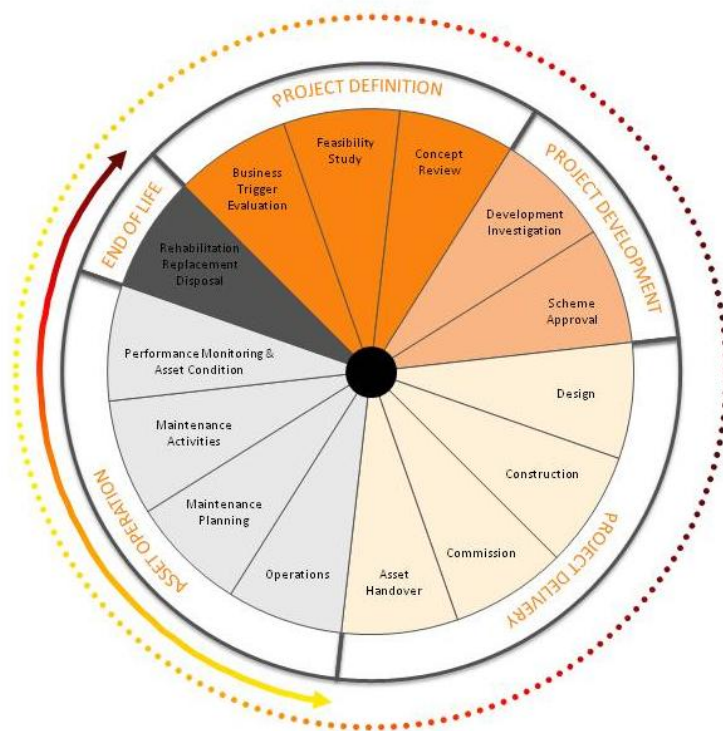 PROJECT DEFINITION
Business
Trigger
Evaluation
Feasibility
Study
Concept
Review
PROJECT DEVELOPMENT
Development
Investigation
Scheme
Approval
PROJECT DELIVERY
Design
Construction
Commission
Asset
Handover
ASSET OPERATION
Operations
Maintenance
Planning
Maintenance
Activities
Performance Monitoring &
Asset Condition
END OF LIFE
Rehabilitation
Replacement
Disposal